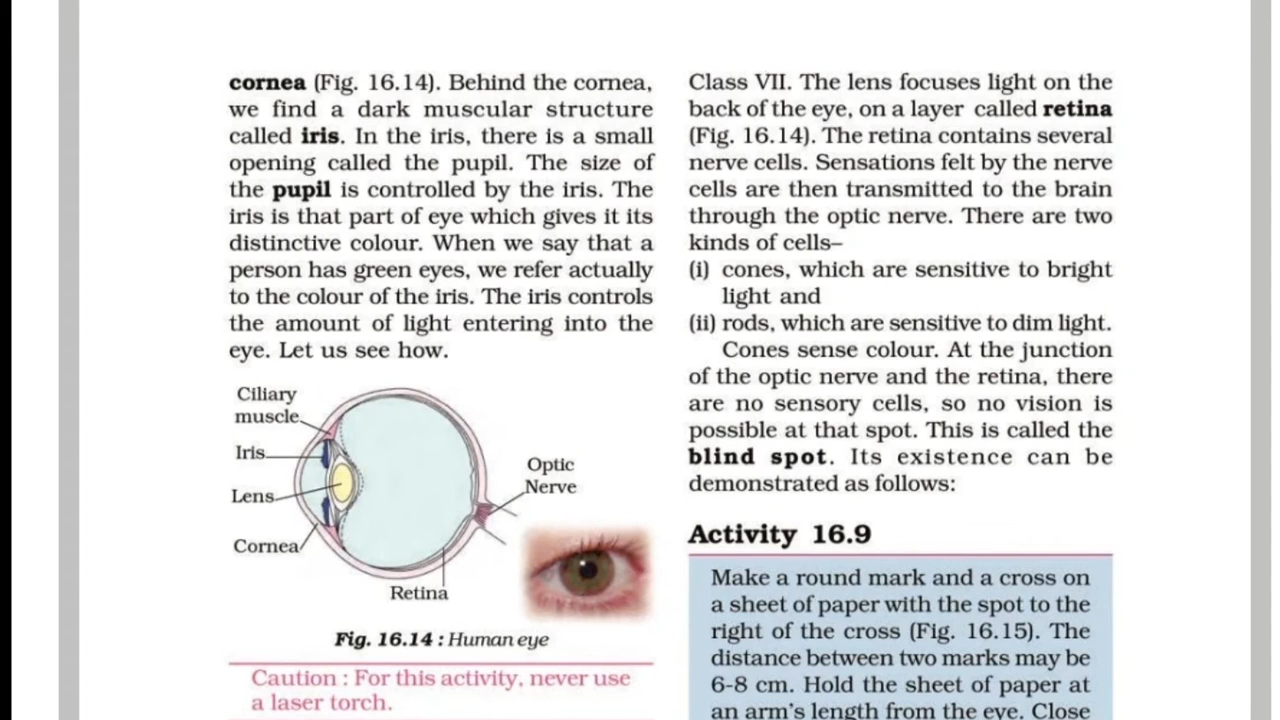 cornea (Fig. 16.14). Behind the cornea,
we find a dark muscular structure
called iris. In the iris, there is a small
opening called the pupil. The size of
the pupil is controlled by the iris. The
iris is that part of eye which gives it its
distinctive colour. When we say that a
person has green eyes, we refer actually
to the colour of the iris. The iris controls
the amount of light entering into the
eye. Let us see how.
Ciliary
muscle
Iris
Lens
Cornea
Optic
Nerve
Retina
Fig. 16.14 : Human eye
Caution : For this activity, never use
a laser torch.
Class VII. The lens focuses light on the
back of the eye, on a layer called retina
(Fig. 16.14). The retina contains several
nerve cells. Sensations felt by the nerve
cells are then transmitted to the brain
through the optic nerve. There are two
kinds of cells–
(i) cones, which are sensitive to bright
light and
(ii) rods, which are sensitive to dim light.
Cones sense colour. At the junction
of the optic nerve and the retina, there
are no sensory cells, so no vision is
possible at that spot. This is called the
blind spot. Its existence can be
demonstrated as follows:
Activity 16.9
Make a round mark and a cross on
a sheet of paper with the spot to the
right of the cross (Fig. 16.15). The
distance between two marks may be
6-8 cm. Hold the sheet of paper at
an arm's length from the eye. Close